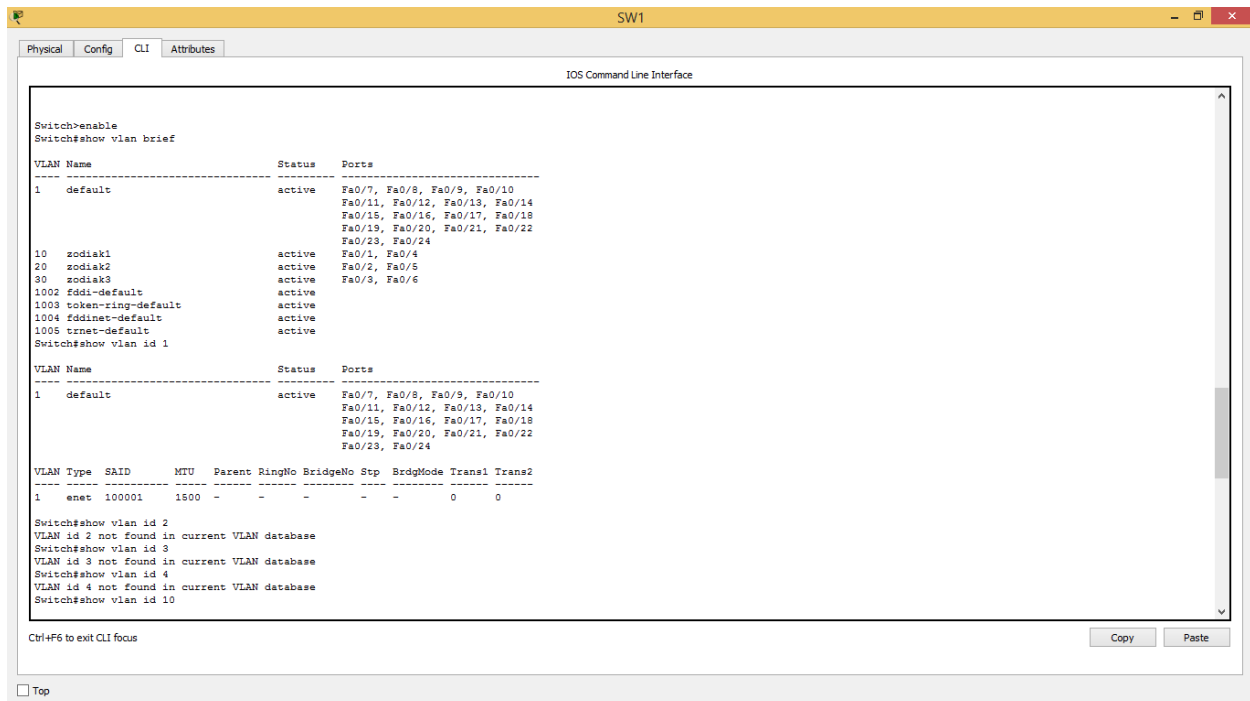 SW1
Physical Config CLI Attributes
IOS Command Line Interface
Switch>enable
Switch#show vlan brief
VLAN Name                             Status    Ports
---- -------------------------------- --------- -------------------------------
1    default                          active    Fa0/7, Fa0/8, Fa0/9, Fa0/10
                                                Fa0/11, Fa0/12, Fa0/13, Fa0/14
                                                Fa0/15, Fa0/16, Fa0/17, Fa0/18
                                                Fa0/19, Fa0/20, Fa0/21, Fa0/22
                                                Fa0/23, Fa0/24
10   zodiak1                          active    Fa0/1, Fa0/4
20   zodiak2                          active    Fa0/2, Fa0/5
30   zodiak3                          active    Fa0/3, Fa0/6
1002 fddi-default                     active
1003 token-ring-default               active
1004 fddinet-default                  active
1005 trnet-default                    active
Switch#show vlan id 1
VLAN Name                             Status    Ports
---- -------------------------------- --------- -------------------------------
1    default                          active    Fa0/7, Fa0/8, Fa0/9, Fa0/10
                                                Fa0/11, Fa0/12, Fa0/13, Fa0/14
                                                Fa0/15, Fa0/16, Fa0/17, Fa0/18
                                                Fa0/19, Fa0/20, Fa0/21, Fa0/22
                                                Fa0/23, Fa0/24
VLAN Type  SAID       MTU   Parent RingNo BridgeNo Stp  BrdgMode Trans1 Trans2
---- ----- ---------- ----- ------ ------ -------- ---- -------- ------ ------
1    enet  100001     1500  -      -      -        -    -        0      0
Switch#show vlan id 2
VLAN id 2 not found in current VLAN database
Switch#show vlan id 3
VLAN id 3 not found in current VLAN database
Switch#show vlan id 4
VLAN id 4 not found in current VLAN database
Switch#show vlan id 10
Ctrl+F6 to exit CLI focus
Copy Paste
Top